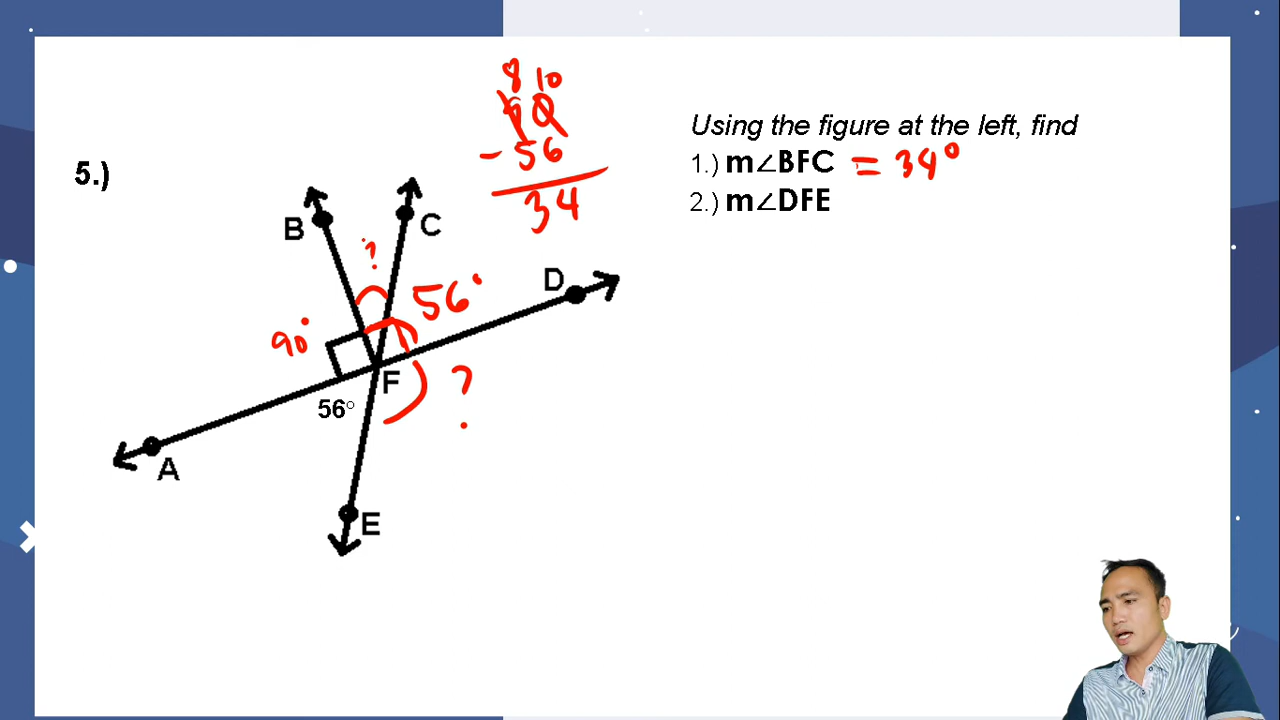 8 10
90
- 56
34
Using the figure at the left, find
1.) m∠BFC = 34°
2.) m∠DFE
5.)
B
C
?
56°
D
90°
F
?
56°
A
E